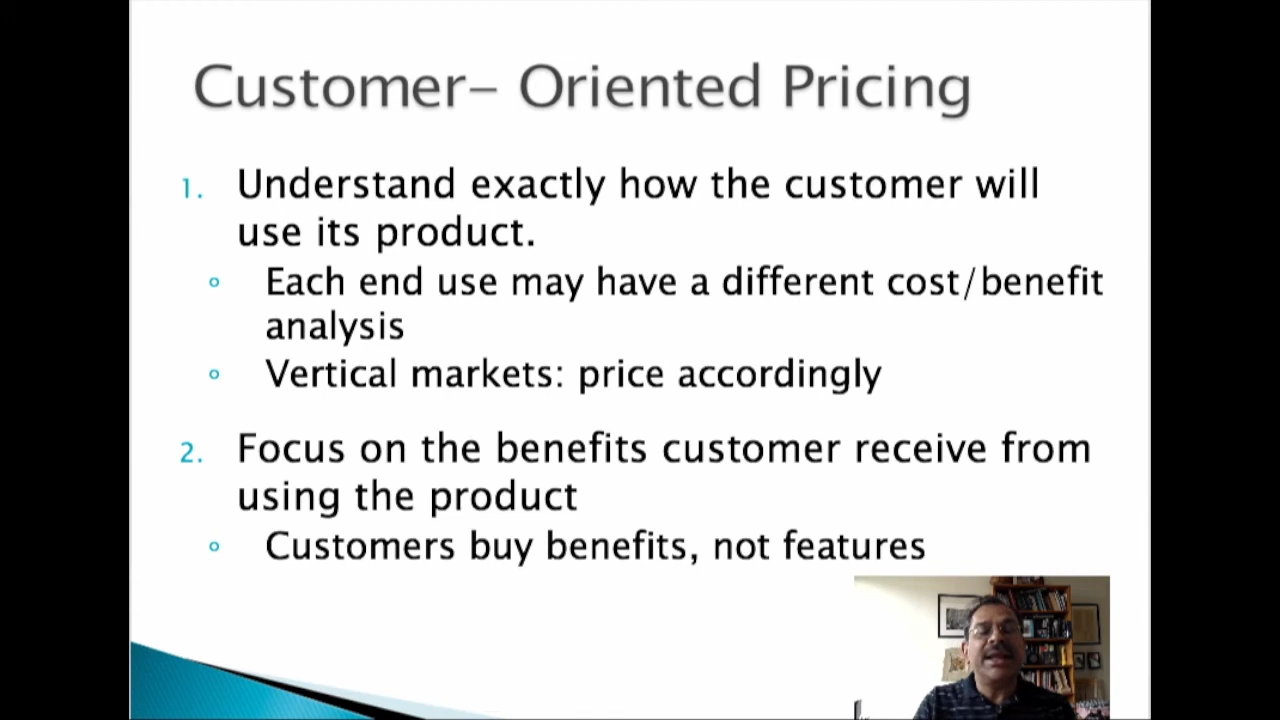 Customer- Oriented Pricing
1. Understand exactly how the customer will
use its product.
Each end use may have a different cost/benefit
analysis
Vertical markets: price accordingly
2. Focus on the benefits customer receive from
using the product
Customers buy benefits, not features